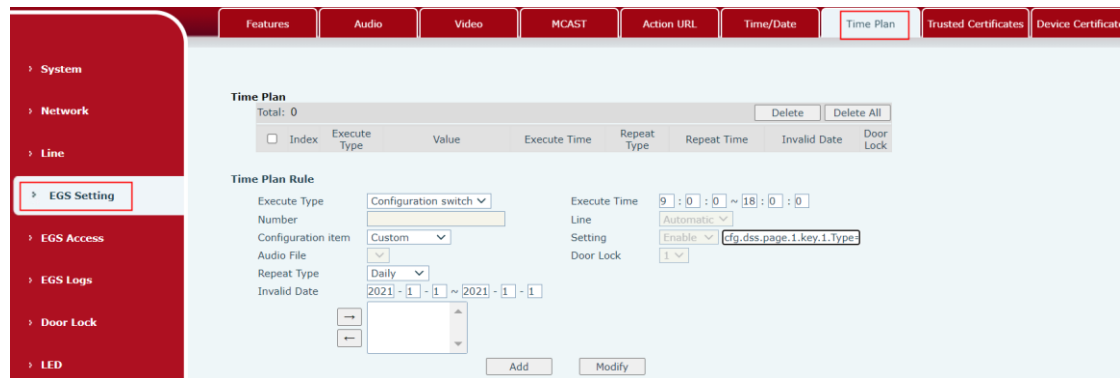 Features Audio Video MCAST Action URL Time/Date Time Plan Trusted Certificates Device Certificate
› System
› Network
› Line
› EGS Setting
› EGS Access
› EGS Logs
› Door Lock
› LED
Time Plan
Total: 0 Delete Delete All
Index Execute Type Value Execute Time Repeat Type Repeat Time Invalid Date Door Lock
Time Plan Rule
Execute Type Configuration switch Execute Time 9 : 0 : 0 ~ 18 : 0 : 0
Number Line Automatic
Configuration item Custom Setting Enable cfg.dss.page.1.key.1.Type=
Audio File Door Lock 1
Repeat Type Daily
Invalid Date 2021 - 1 - 1 ~ 2021 - 1 - 1
→
←
Add Modify